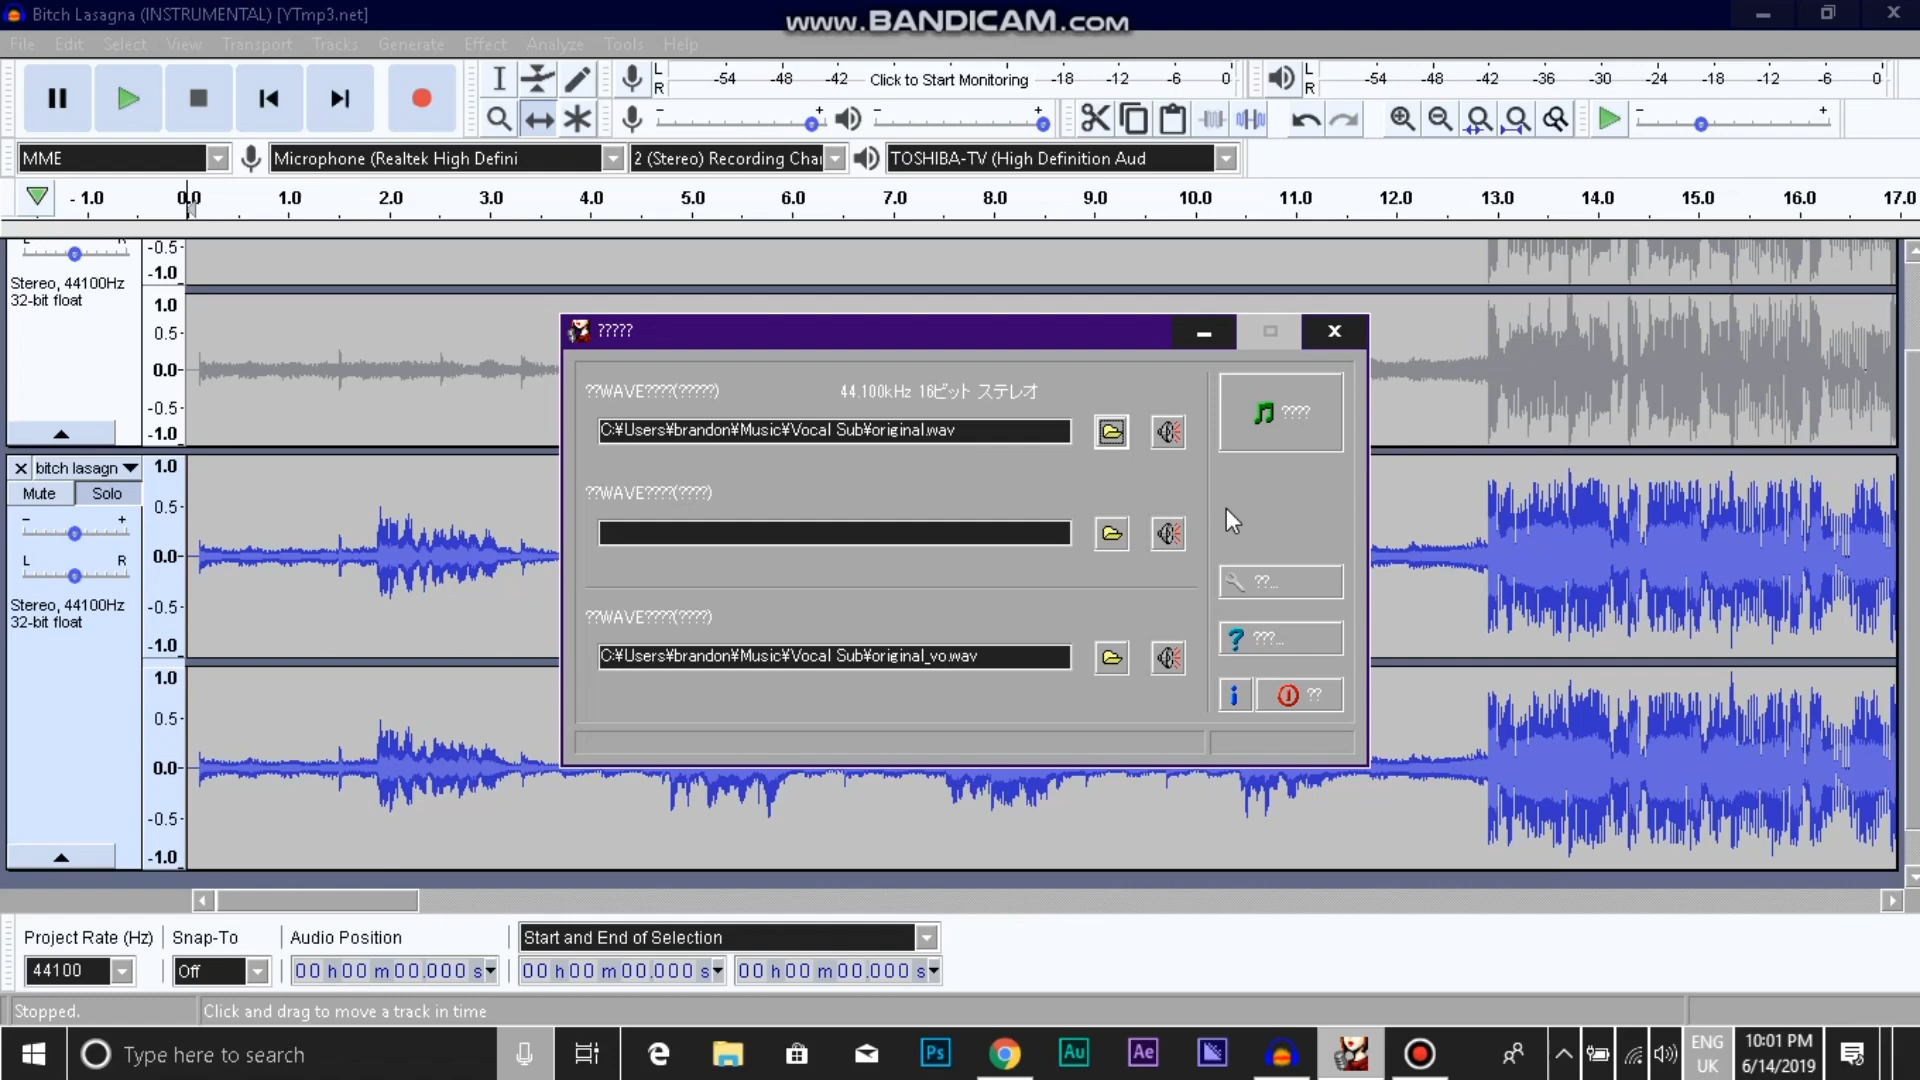 Bitch Lasagna (INSTRUMENTAL) [YTmp3.net]
www.BANDICAM.com
File Edit Select View Transport Tracks Generate Effect Analyze Tools Help
L R -54 -48 -42 Click to Start Monitoring -18 -12 -6 0
L R -54 -48 -42 -36 -30 -24 -18 -12 -6 0
MME
Microphone (Realtek High Defini
2 (Stereo) Recording Cha
TOSHIBA-TV (High Definition Aud
- 1.0 0.0 1.0 2.0 3.0 4.0 5.0 6.0 7.0 8.0 9.0 10.0 11.0 12.0 13.0 14.0 15.0 16.0 17.0
-0.5
-1.0
Stereo, 44100Hz
32-bit float
1.0
0.5
0.0
-0.5
-1.0
bitch lasagn
Mute Solo
L R
Stereo, 44100Hz
32-bit float
1.0
0.5
0.0
-0.5
-1.0
1.0
0.5
0.0
-0.5
-1.0
?????
??WAVE????(?????) 44.100kHz 16ビット ステレオ
C:¥Users¥brandon¥Music¥Vocal Sub¥original.wav
????
??WAVE????(????)
??...
??WAVE????(????)
???...
C:¥Users¥brandon¥Music¥Vocal Sub¥original_vo.wav
??
Project Rate (Hz) Snap-To Audio Position Start and End of Selection
44100 Off 00 h 00 m 00.000 s 00 h 00 m 00.000 s 00 h 00 m 00.000 s
Stopped. Click and drag to move a track in time
Type here to search
Ps Au Ae
ENG
UK
10:01 PM
6/14/2019